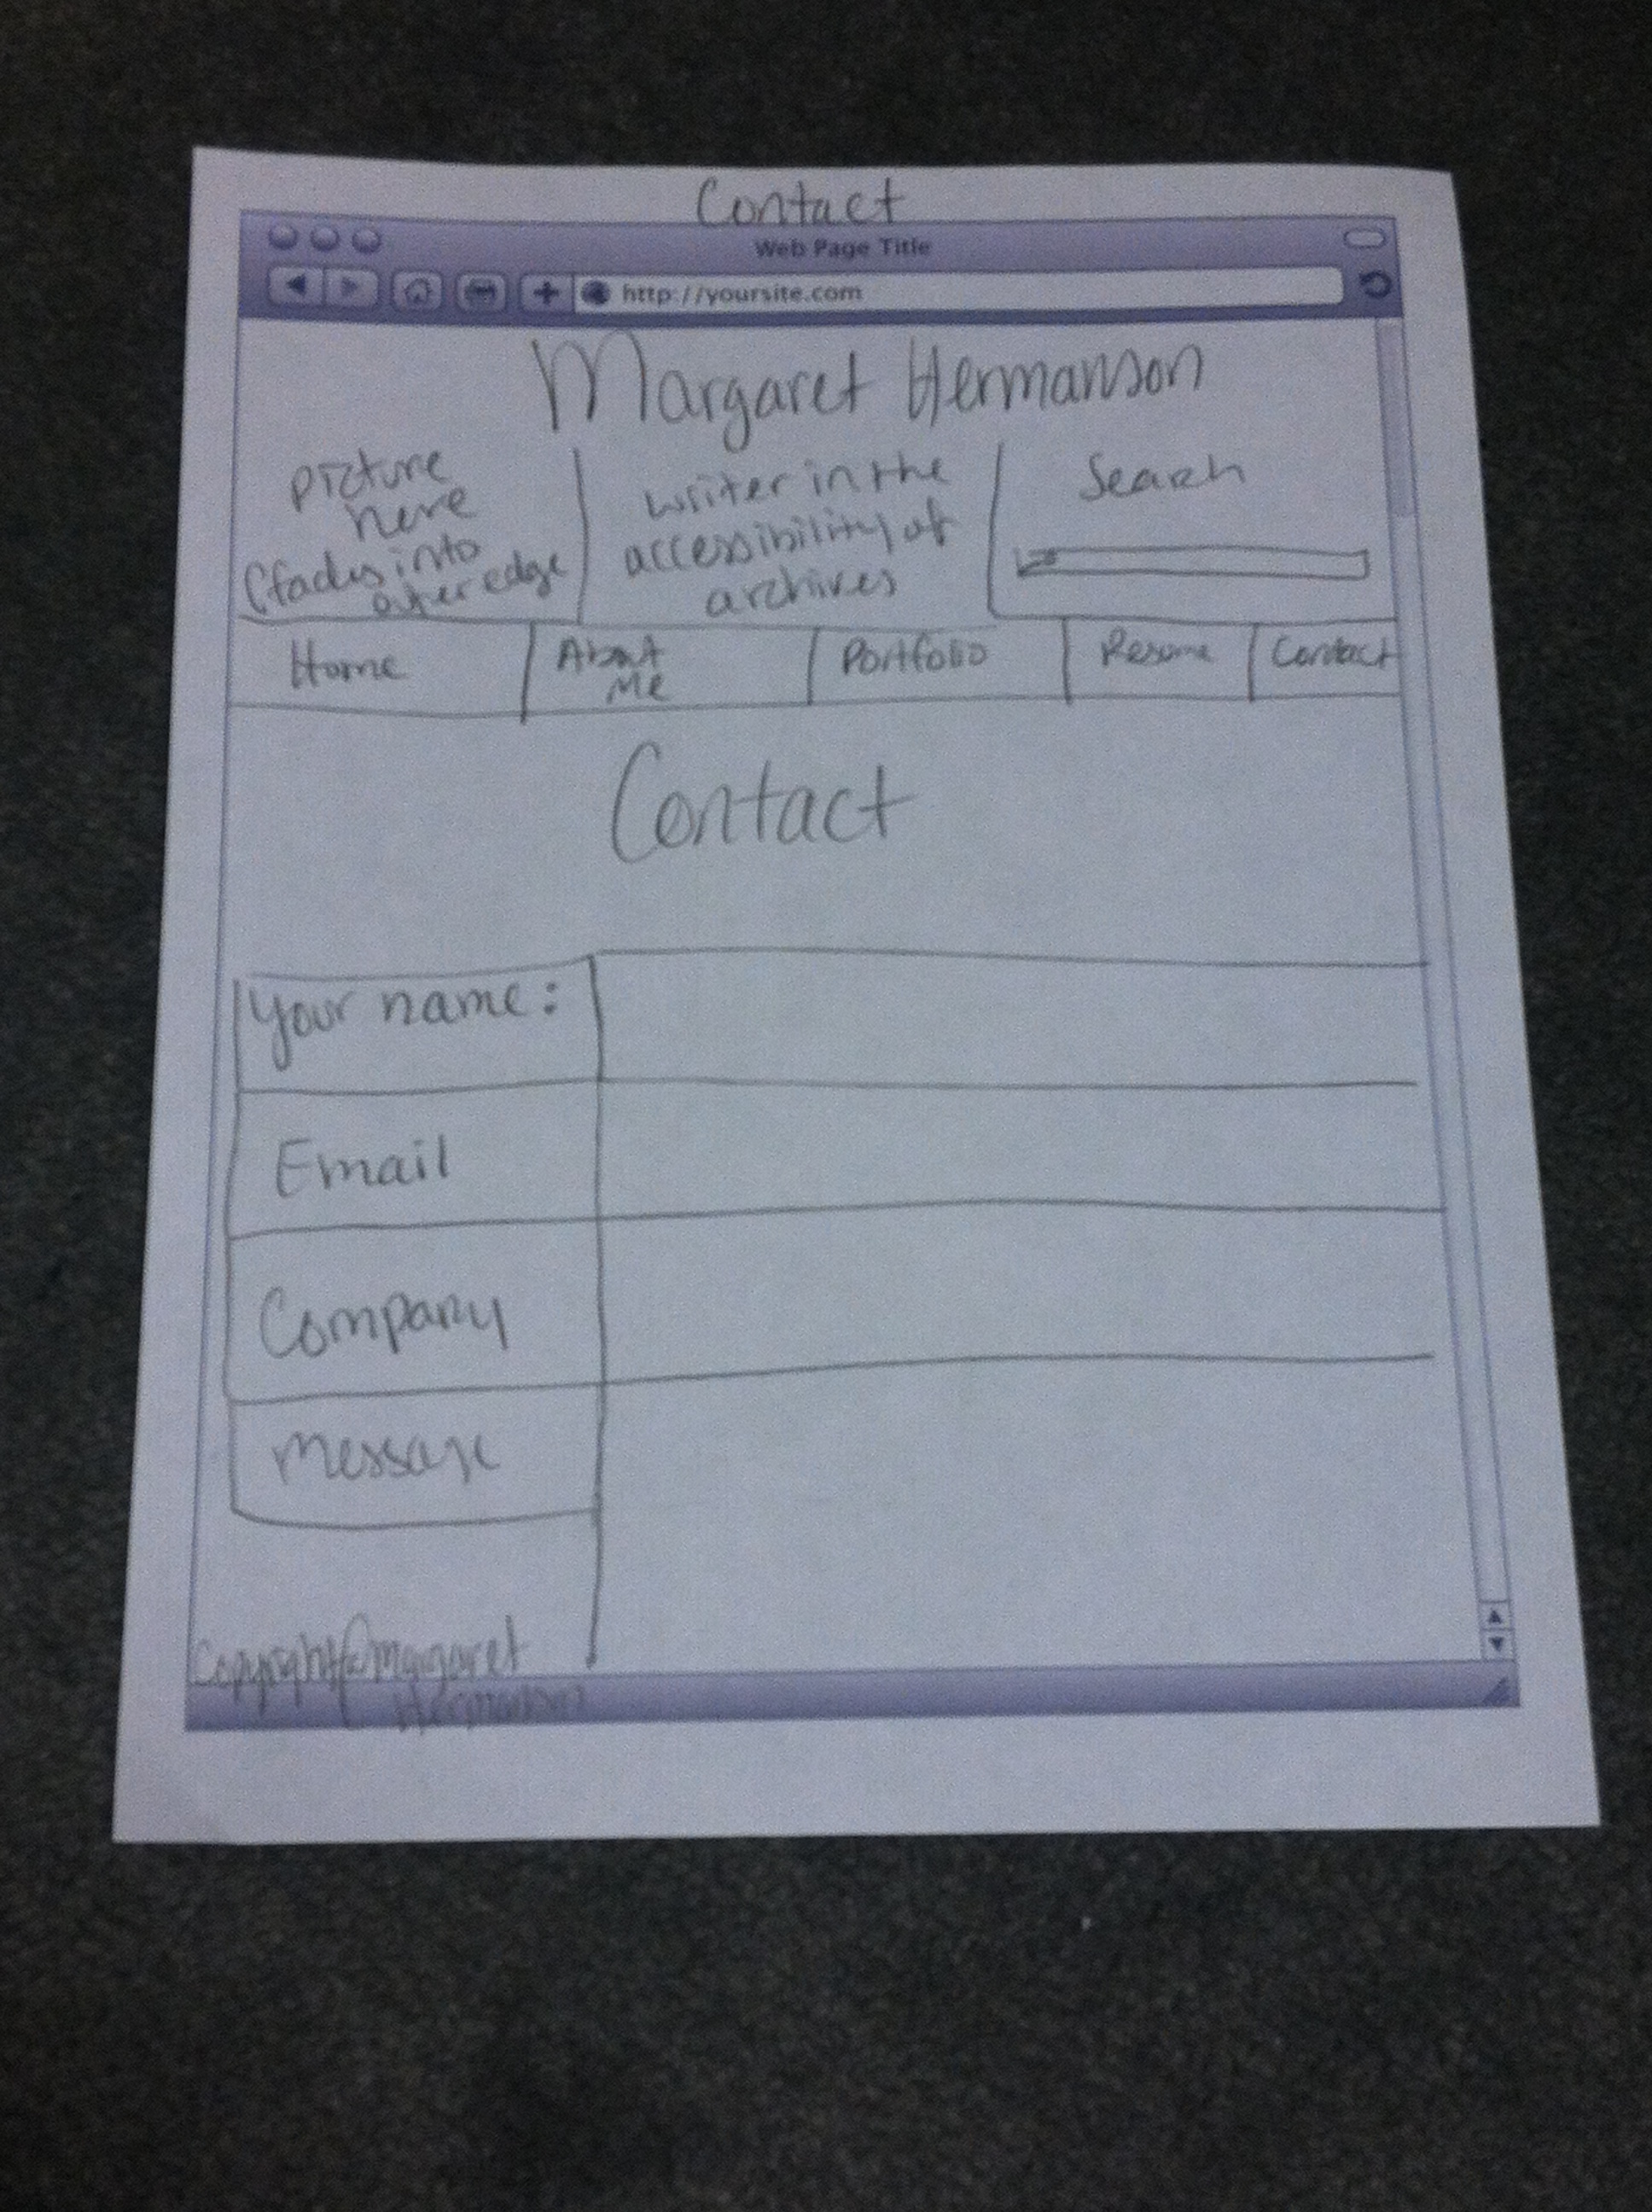 Contact
Web Page Title
http://yoursite.com
Margaret Hermanson
Picture
here
(fades into
outer edge
writer in the
accessibility of
archives
Search
Home
About
Me
Portfolio
Resume
Contact
Contact
Your name:
Email
Company
Message
Copyright © Margaret
Hermanson